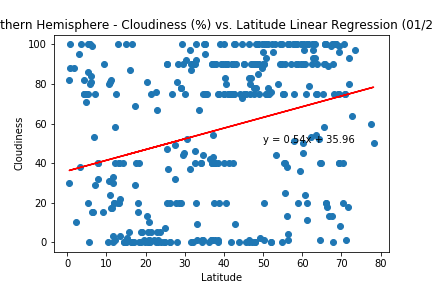 thern Hemisphere - Cloudiness (%) vs. Latitude Linear Regression (01/2
100
80
60
40
20
0
Cloudiness
y = 0.54x + 35.96
0 10 20 30 40 50 60 70 80
Latitude